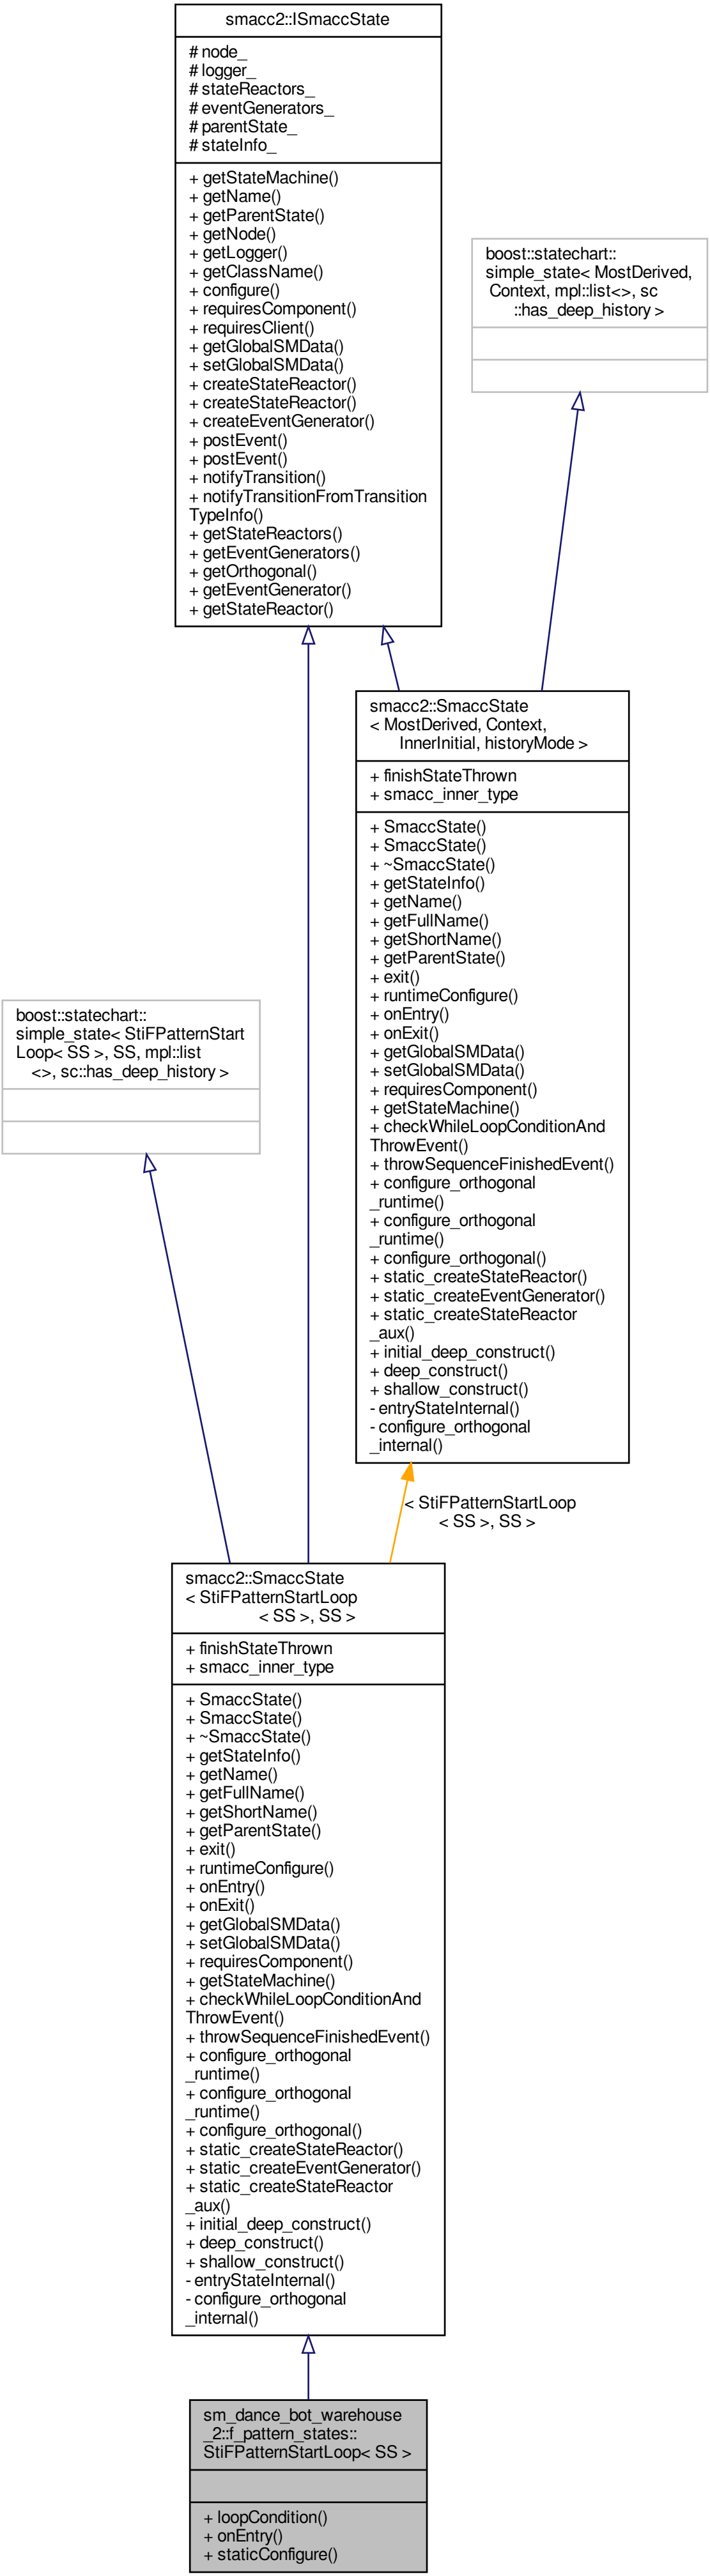 smacc2::ISmaccState
# node_
# logger_
# stateReactors_
# eventGenerators_
# parentState_
# stateInfo_
+ getStateMachine()
+ getName()
+ getParentState()
+ getNode()
+ getLogger()
+ getClassName()
+ configure()
+ requiresComponent()
+ requiresClient()
+ getGlobalSMData()
+ setGlobalSMData()
+ createStateReactor()
+ createStateReactor()
+ createEventGenerator()
+ postEvent()
+ postEvent()
+ notifyTransition()
+ notifyTransitionFromTransition
TypeInfo()
+ getStateReactors()
+ getEventGenerators()
+ getOrthogonal()
+ getEventGenerator()
+ getStateReactor()
boost::statechart::
simple_state< MostDerived,
Context, mpl::list<>, sc
::has_deep_history >
smacc2::SmaccState
< MostDerived, Context,
InnerInitial, historyMode >
+ finishStateThrown
+ smacc_inner_type
+ SmaccState()
+ SmaccState()
+ ~SmaccState()
+ getStateInfo()
+ getName()
+ getFullName()
+ getShortName()
+ getParentState()
+ exit()
+ runtimeConfigure()
+ onEntry()
+ onExit()
+ getGlobalSMData()
+ setGlobalSMData()
+ requiresComponent()
+ getStateMachine()
+ checkWhileLoopConditionAnd
ThrowEvent()
+ throwSequenceFinishedEvent()
+ configure_orthogonal
_runtime()
+ configure_orthogonal
_runtime()
+ configure_orthogonal()
+ static_createStateReactor()
+ static_createEventGenerator()
+ static_createStateReactor
_aux()
+ initial_deep_construct()
+ deep_construct()
+ shallow_construct()
- entryStateInternal()
- configure_orthogonal
_internal()
boost::statechart::
simple_state< StiFPatternStart
Loop< SS >, SS, mpl::list
<>, sc::has_deep_history >
< StiFPatternStartLoop
< SS >, SS >
smacc2::SmaccState
< StiFPatternStartLoop
< SS >, SS >
+ finishStateThrown
+ smacc_inner_type
+ SmaccState()
+ SmaccState()
+ ~SmaccState()
+ getStateInfo()
+ getName()
+ getFullName()
+ getShortName()
+ getParentState()
+ exit()
+ runtimeConfigure()
+ onEntry()
+ onExit()
+ getGlobalSMData()
+ setGlobalSMData()
+ requiresComponent()
+ getStateMachine()
+ checkWhileLoopConditionAnd
ThrowEvent()
+ throwSequenceFinishedEvent()
+ configure_orthogonal
_runtime()
+ configure_orthogonal
_runtime()
+ configure_orthogonal()
+ static_createStateReactor()
+ static_createEventGenerator()
+ static_createStateReactor
_aux()
+ initial_deep_construct()
+ deep_construct()
+ shallow_construct()
- entryStateInternal()
- configure_orthogonal
_internal()
sm_dance_bot_warehouse
_2::f_pattern_states::
StiFPatternStartLoop< SS >
+ loopCondition()
+ onEntry()
+ staticConfigure()